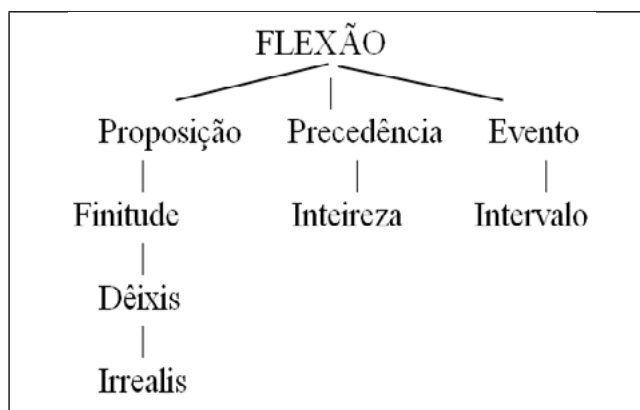 FLEXÃO
Proposição Precedência Evento
Finitude Inteireza Intervalo
Dêixis
Irrealis